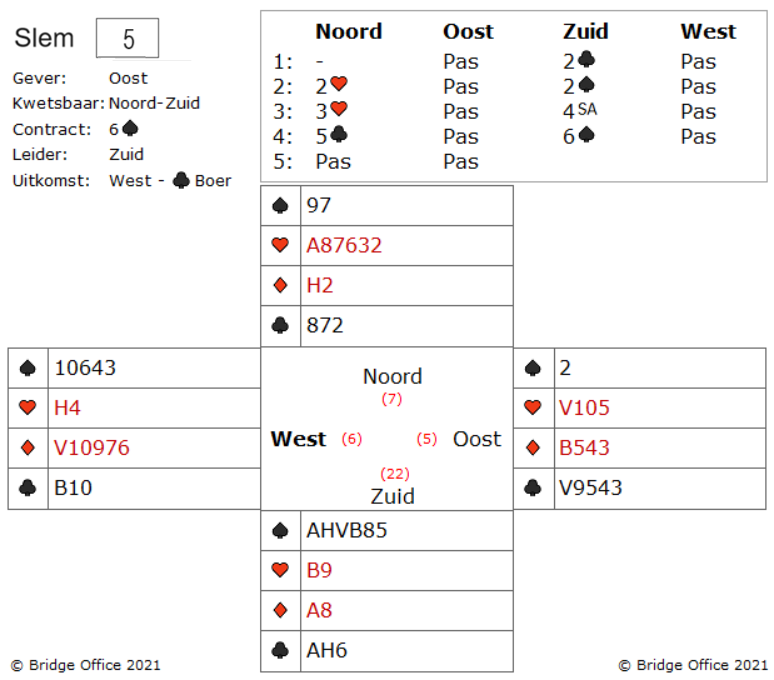 Slem 5
Gever: Oost
Kwetsbaar: Noord-Zuid
Contract: 6♠
Leider: Zuid
Uitkomst: West - ♣ Boer
Noord Oost Zuid West
1: - Pas 2♣ Pas
2: 2♥ Pas 2♠ Pas
3: 3♥ Pas 4SA Pas
4: 5♣ Pas 6♠ Pas
5: Pas Pas
♠ 97
♥ A87632
♦ H2
♣ 872
♠ 10643
♥ H4
♦ V10976
♣ B10
Noord
(7)
West (6) (5) Oost
(22)
Zuid
♠ 2
♥ V105
♦ B543
♣ V9543
♠ AHVB85
♥ B9
♦ A8
♣ AH6
© Bridge Office 2021
© Bridge Office 2021